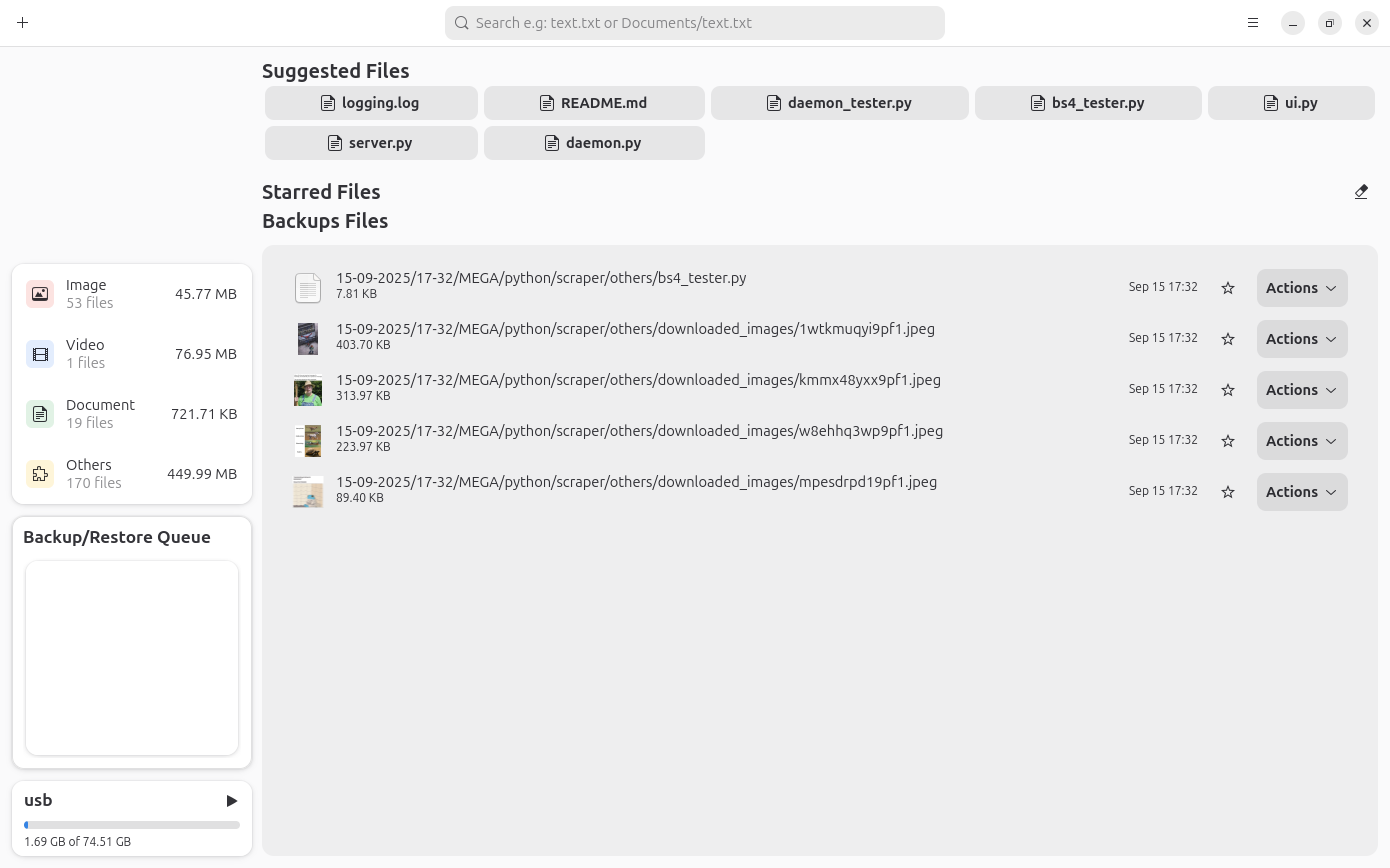 Search e.g: text.txt or Documents/text.txt
Suggested Files
logging.log
README.md
daemon_tester.py
bs4_tester.py
ui.py
server.py
daemon.py
Starred Files
Backups Files
Image
53 files
45.77 MB
Video
1 files
76.95 MB
Document
19 files
721.71 KB
Others
170 files
449.99 MB
Backup/Restore Queue
usb
1.69 GB of 74.51 GB
15-09-2025/17-32/MEGA/python/scraper/others/bs4_tester.py
7.81 KB
Sep 15 17:32
Actions
15-09-2025/17-32/MEGA/python/scraper/others/downloaded_images/1wtkmuqyi9pf1.jpeg
403.70 KB
Sep 15 17:32
Actions
15-09-2025/17-32/MEGA/python/scraper/others/downloaded_images/kmmx48yxx9pf1.jpeg
313.97 KB
Sep 15 17:32
Actions
15-09-2025/17-32/MEGA/python/scraper/others/downloaded_images/w8ehhq3wp9pf1.jpeg
223.97 KB
Sep 15 17:32
Actions
15-09-2025/17-32/MEGA/python/scraper/others/downloaded_images/mpesdrpd19pf1.jpeg
89.40 KB
Sep 15 17:32
Actions